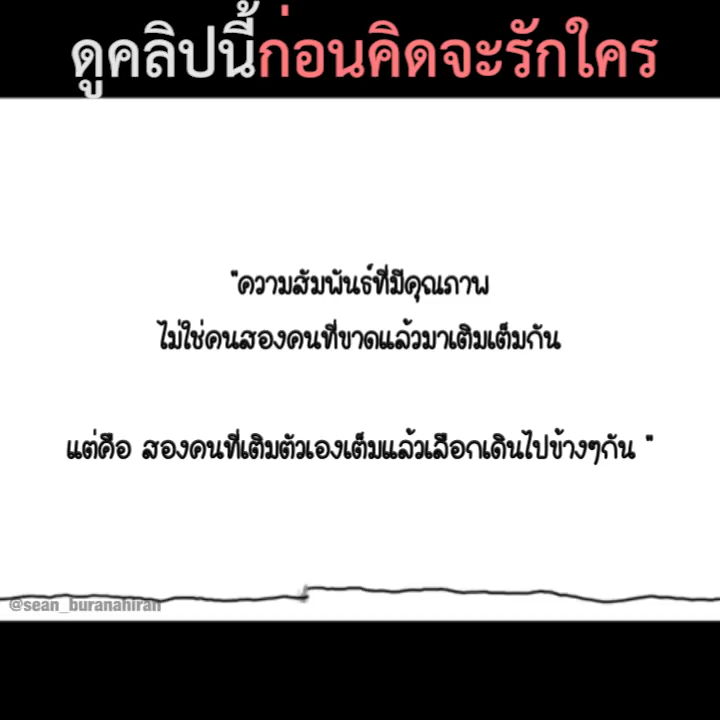 ดูคลิปนี้ก่อนคิดจะรักใคร
"ความสัมพันธ์ที่มีคุณภาพ
ไม่ใช่คนสองคนที่ขาดแล้วมาเติมเต็มกัน
แต่คือ สองคนที่เติมตัวเองเต็มแล้วเลือกเดินไปข้างๆกัน "
@sean_buranahiran